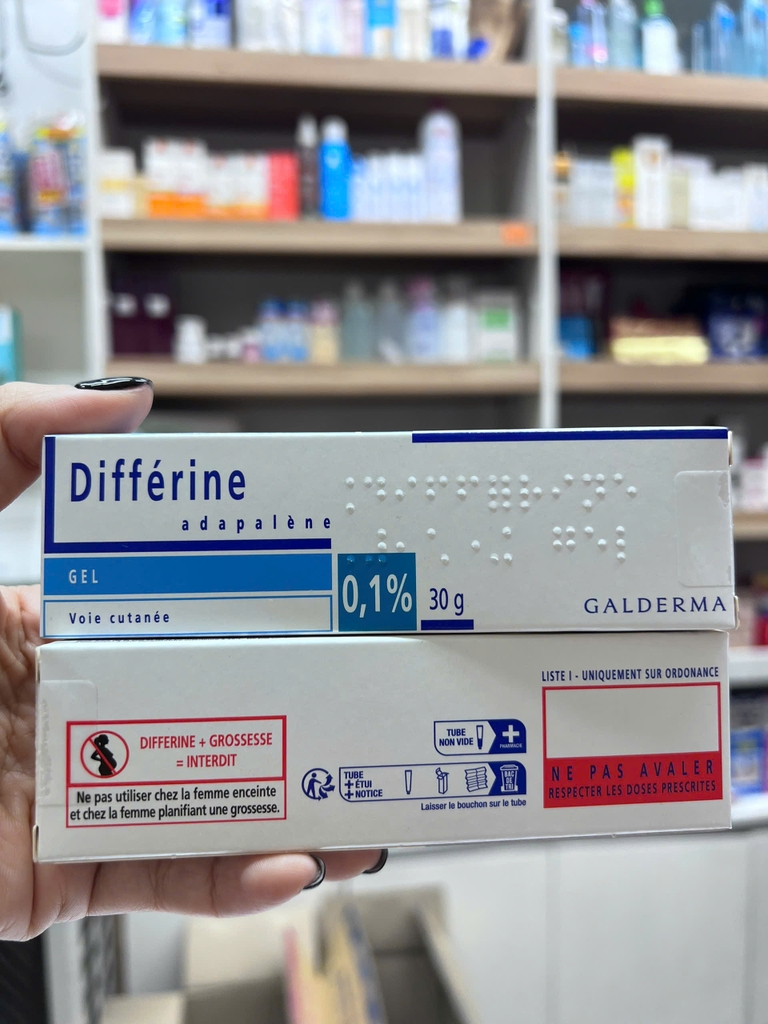 Différine
adapalène
GEL
0,1%
30 g
Voie cutanée
GALDERMA
LISTE I - UNIQUEMENT SUR ORDONANCE
DIFFERINE + GROSSESSE
= INTERDIT
Ne pas utiliser chez la femme enceinte
et chez la femme planifiant une grossesse.
TUBE
NON VIDE
PHARMACIE
TUBE
+ÉTUI
+NOTICE
BAC
DE
TRI
Laisser le bouchon sur le tube
NE PAS AVALER
RESPECTER LES DOSES PRESCRITES